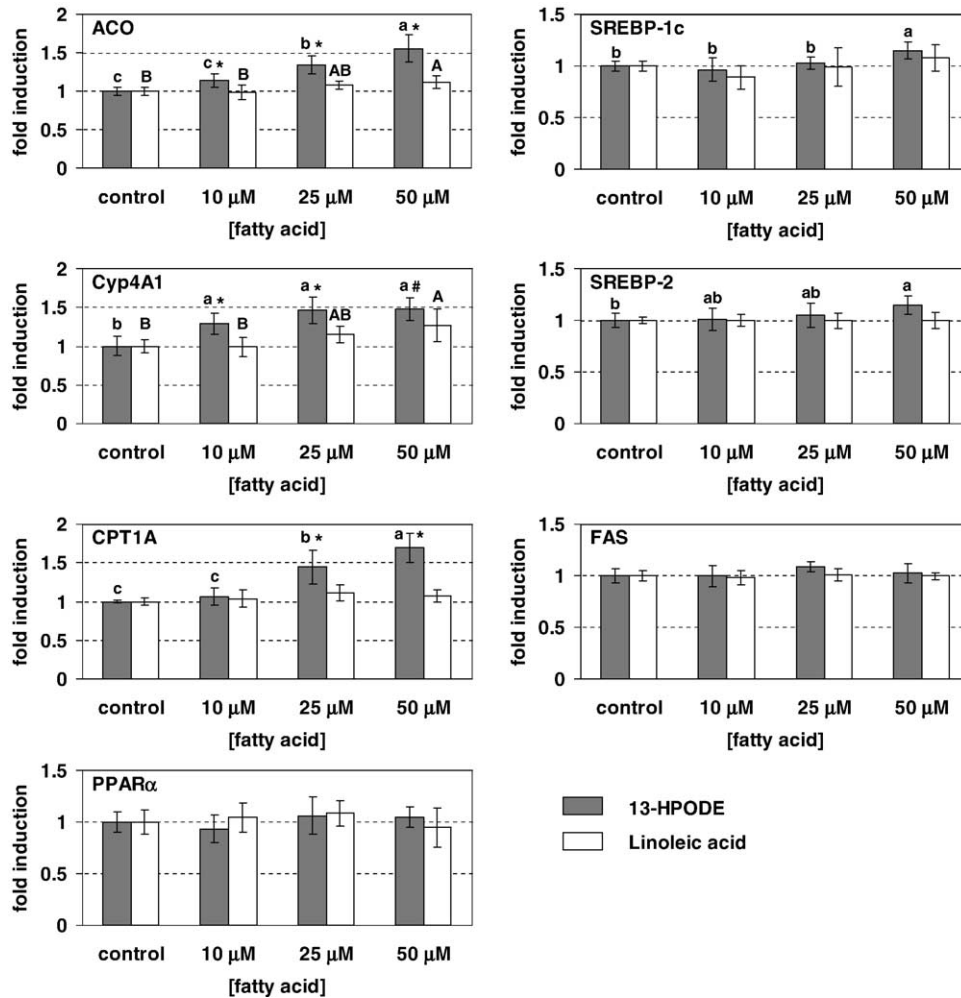 ACO
fold induction
2
1.5
1
0.5
0
c B c * B b * AB a * A
control 10 μM 25 μM 50 μM
[fatty acid]
SREBP-1c
fold induction
1.5
1
0.5
0
b b b a
control 10 μM 25 μM 50 μM
[fatty acid]
Cyp4A1
fold induction
2
1.5
1
0.5
0
b B a * B a * AB a # A
control 10 μM 25 μM 50 μM
[fatty acid]
SREBP-2
fold induction
1.5
1
0.5
0
b ab ab a
control 10 μM 25 μM 50 μM
[fatty acid]
CPT1A
fold induction
2
1.5
1
0.5
0
c c b * a *
control 10 μM 25 μM 50 μM
[fatty acid]
FAS
fold induction
1.5
1
0.5
0
control 10 μM 25 μM 50 μM
[fatty acid]
PPARα
fold induction
1.5
1
0.5
0
control 10 μM 25 μM 50 μM
[fatty acid]
13-HPODE
Linoleic acid